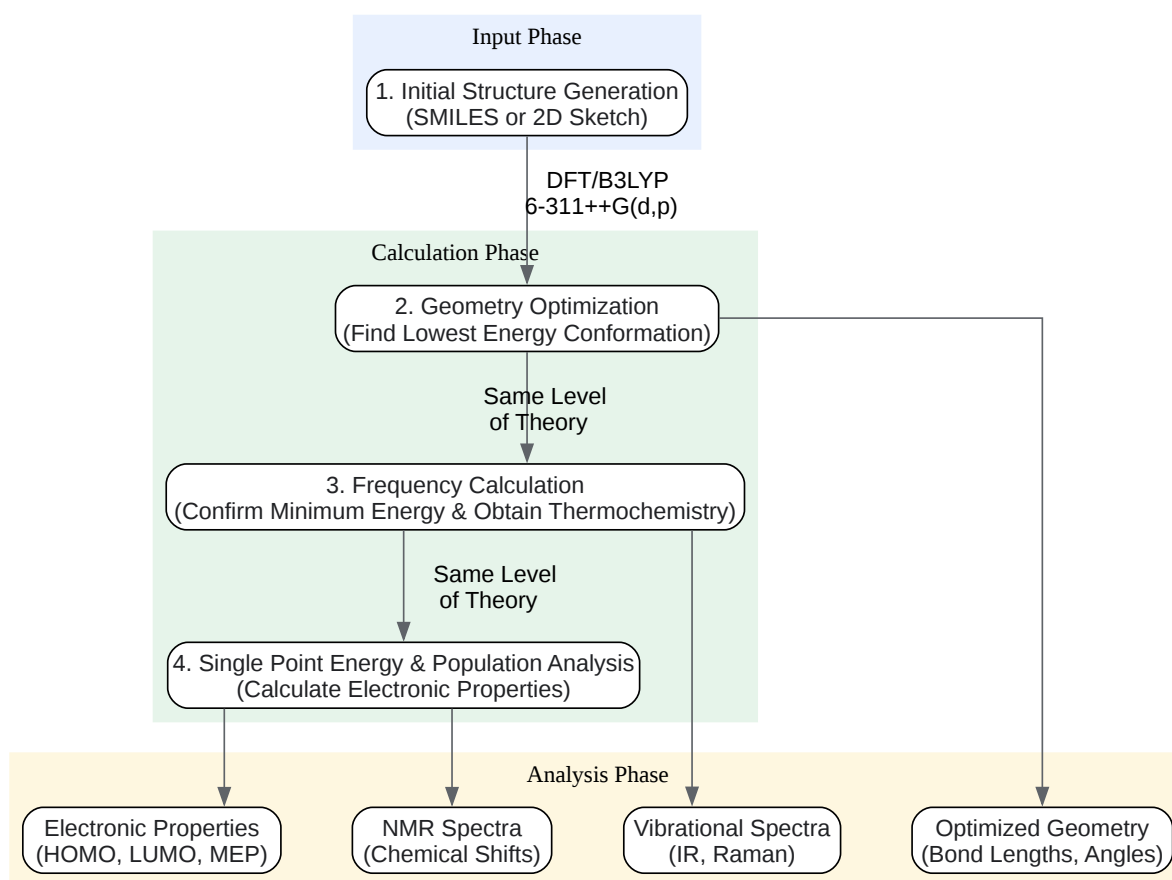 Input Phase
1. Initial Structure Generation
(SMILES or 2D Sketch)
DFT/B3LYP
6-311++G(d,p)
Calculation Phase
2. Geometry Optimization
(Find Lowest Energy Conformation)
Same Level
of Theory
3. Frequency Calculation
(Confirm Minimum Energy & Obtain Thermochemistry)
Same Level
of Theory
4. Single Point Energy & Population Analysis
(Calculate Electronic Properties)
Analysis Phase
Electronic Properties
(HOMO, LUMO, MEP)
NMR Spectra
(Chemical Shifts)
Vibrational Spectra
(IR, Raman)
Optimized Geometry
(Bond Lengths, Angles)